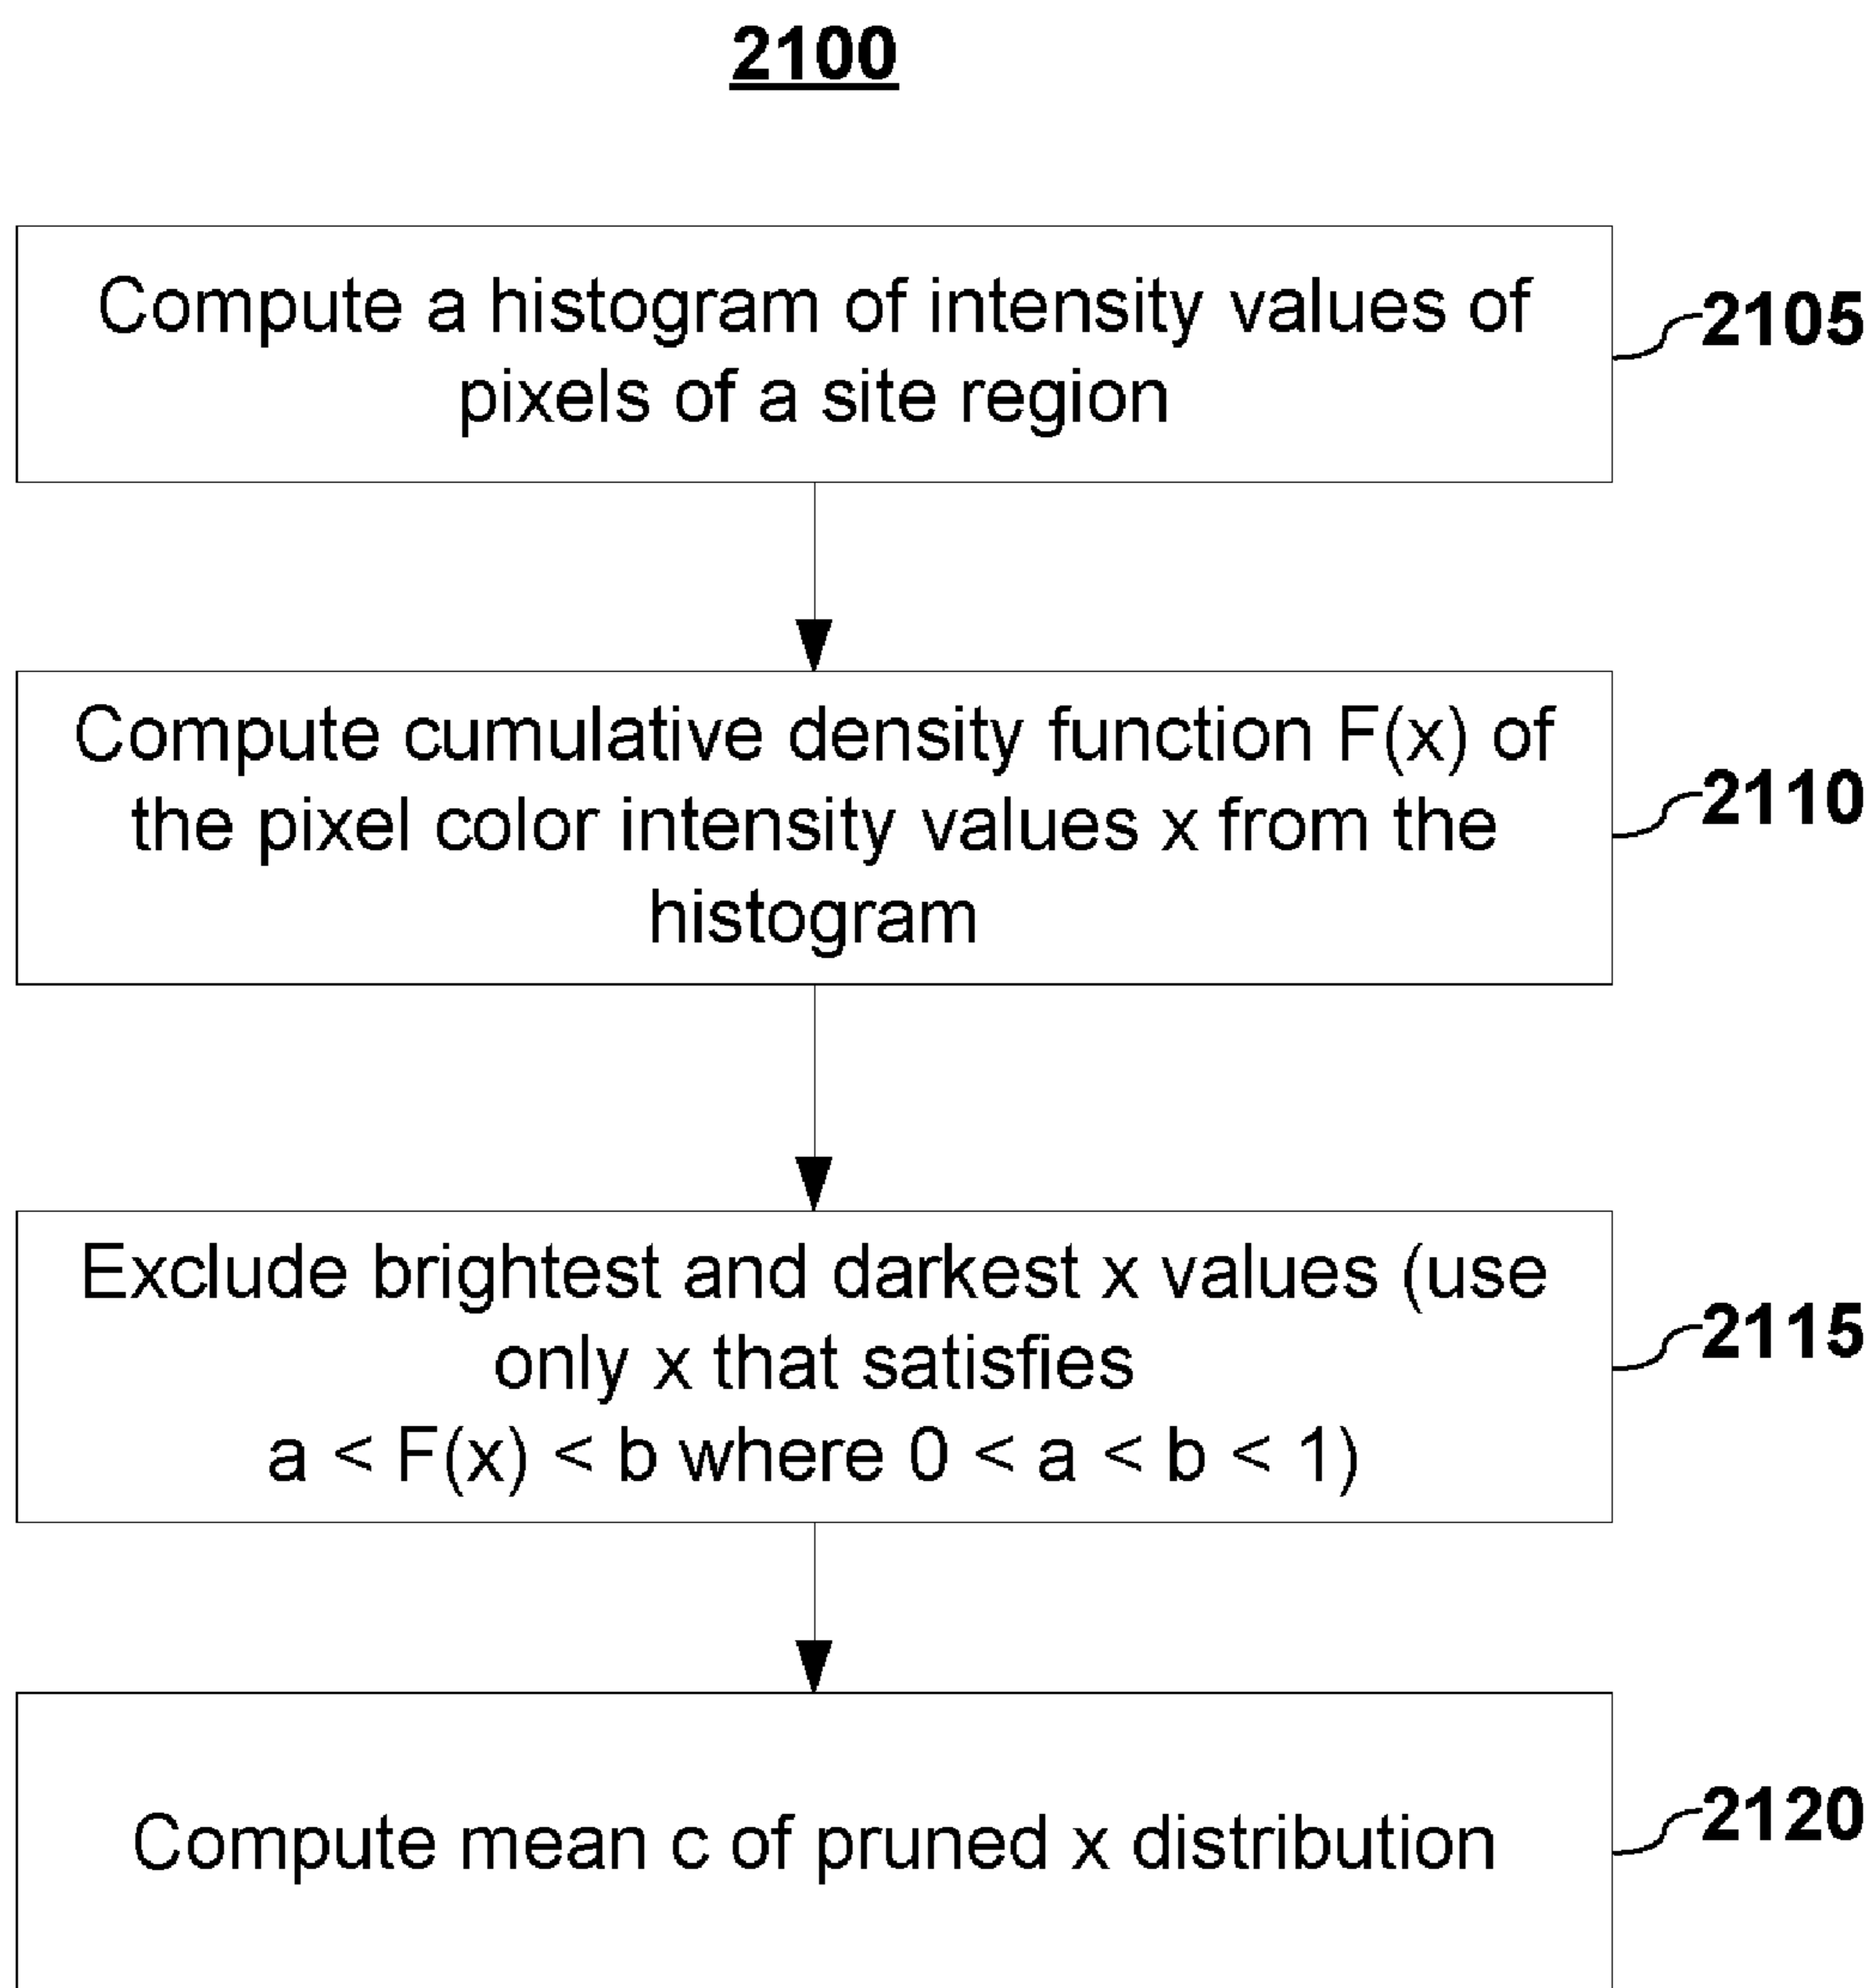 2100
Compute a histogram of intensity values of
pixels of a site region
2105
Compute cumulative density function F(x) of
the pixel color intensity values x from the
histogram
2110
Exclude brightest and darkest x values (use
only x that satisfies
a < F(x) < b where 0 < a < b < 1)
2115
Compute mean c of pruned x distribution
2120